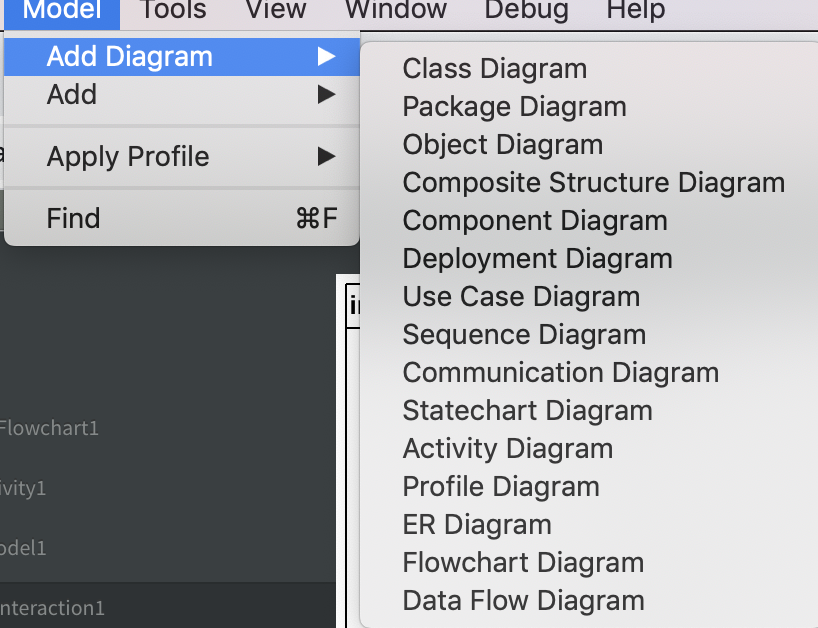 Model Tools View Window Debug Help
Add Diagram ▶
Add ▶
Apply Profile ▶
Find ⌘F
Class Diagram
Package Diagram
Object Diagram
Composite Structure Diagram
Component Diagram
Deployment Diagram
Use Case Diagram
Sequence Diagram
Communication Diagram
Statechart Diagram
Activity Diagram
Profile Diagram
ER Diagram
Flowchart Diagram
Data Flow Diagram
Flowchart1
ivity1
odel1
nteraction1